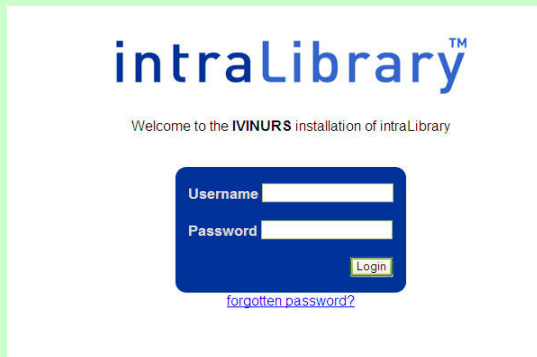 intraLibrary™
Welcome to the IVINURS installation of intraLibrary
Username
Password
Login
forgotten password?